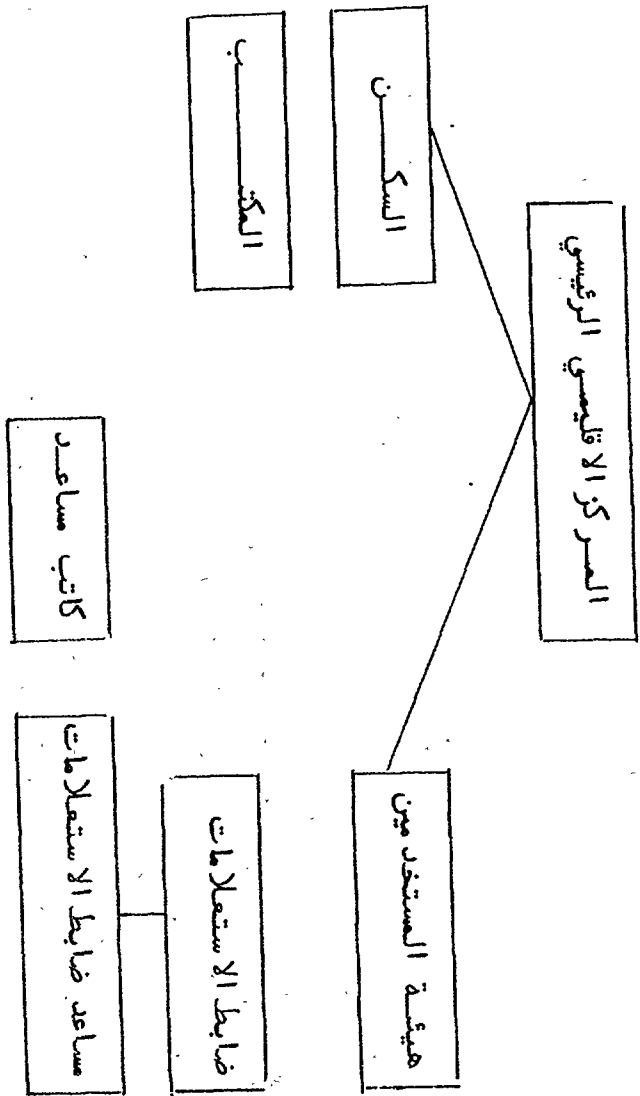 المركز الاقليمي الرئيسي
السكن
هيئة المستخدمين
المكتب
ضابط الاستعلامات
كاتب مساعد
مساعد ضابط الاستعلامات